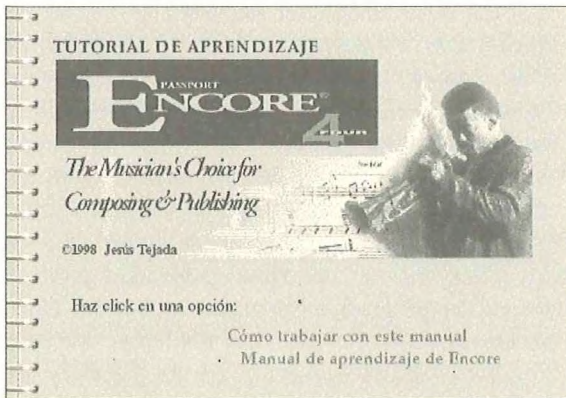 TUTORIAL DE APRENDIZAJE
PASSPORT
ENCORE®
4 FOUR
The Musician's Choice for
Composing & Publishing
©1998 Jesús Tejada
Haz click en una opción:
Cómo trabajar con este manual
Manual de aprendizaje de Encore